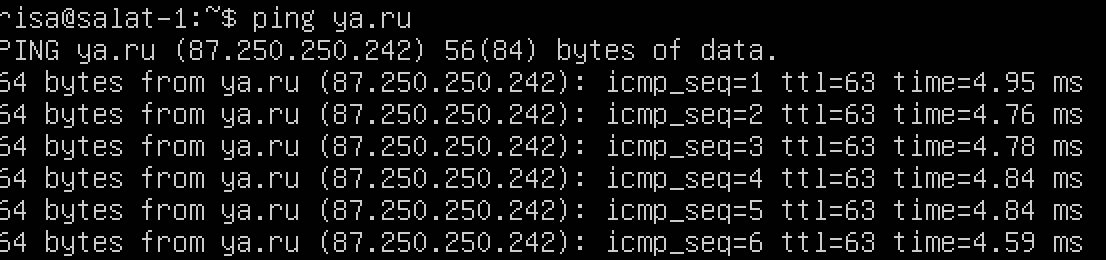 risa@salat-1:~$ ping ya.ru
PING ya.ru (87.250.250.242) 56(84) bytes of data.
64 bytes from ya.ru (87.250.250.242): icmp_seq=1 ttl=63 time=4.95 ms
64 bytes from ya.ru (87.250.250.242): icmp_seq=2 ttl=63 time=4.76 ms
64 bytes from ya.ru (87.250.250.242): icmp_seq=3 ttl=63 time=4.78 ms
64 bytes from ya.ru (87.250.250.242): icmp_seq=4 ttl=63 time=4.84 ms
64 bytes from ya.ru (87.250.250.242): icmp_seq=5 ttl=63 time=4.84 ms
64 bytes from ya.ru (87.250.250.242): icmp_seq=6 ttl=63 time=4.59 ms